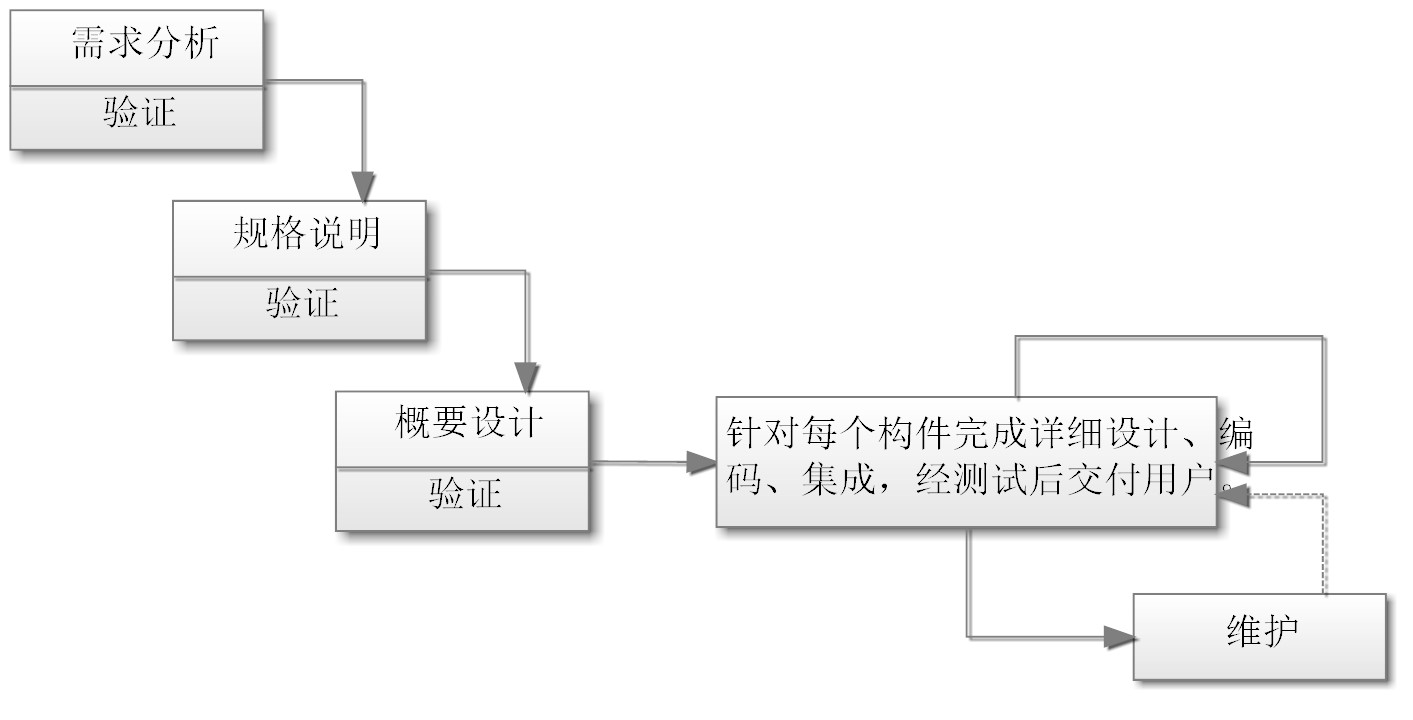 需求分析
验证
规格说明
验证
概要设计
验证
针对每个构件完成详细设计、编
码、集成，经测试后交付用户。
维护